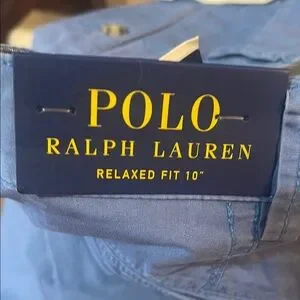 POLO
RALPH LAUREN
RELAXED FIT 10"